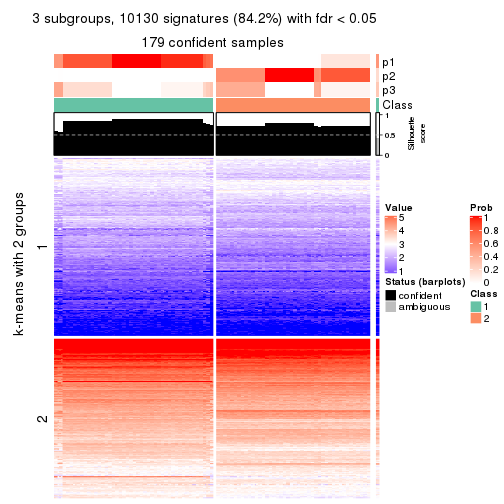 3 subgroups, 10130 signatures (84.2%) with fdr < 0.05
179 confident samples
p1
p2
p3
Class
1
0.5
0
Silhouette
score
k-means with 2 groups
1
2
Value
5
4
3
2
1
Prob
1
0.8
0.6
0.4
0.2
0
Status (barplots)
confident
ambiguous
Class
1
2